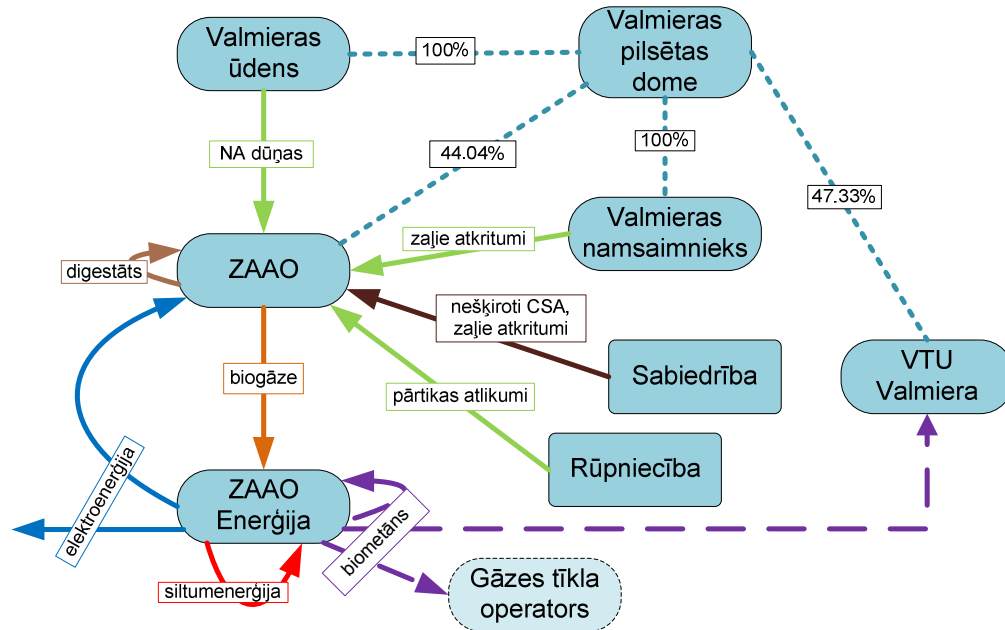 Valmieras
ūdens
100%
Valmieras
pilsētas
dome
NA dūņas
44.04%
100%
47.33%
Valmieras
namsaimnieks
zaļie atkritumi
ZAAO
digestāts
nešķiroti CSA,
zaļie atkritumi
Sabiedrība
VTU
Valmiera
biogāze
pārtikas atlikumi
Rūpniecība
ZAAO
Enerģija
elektroenerģija
biometāns
siltumenerģija
Gāzes tīkla
operators